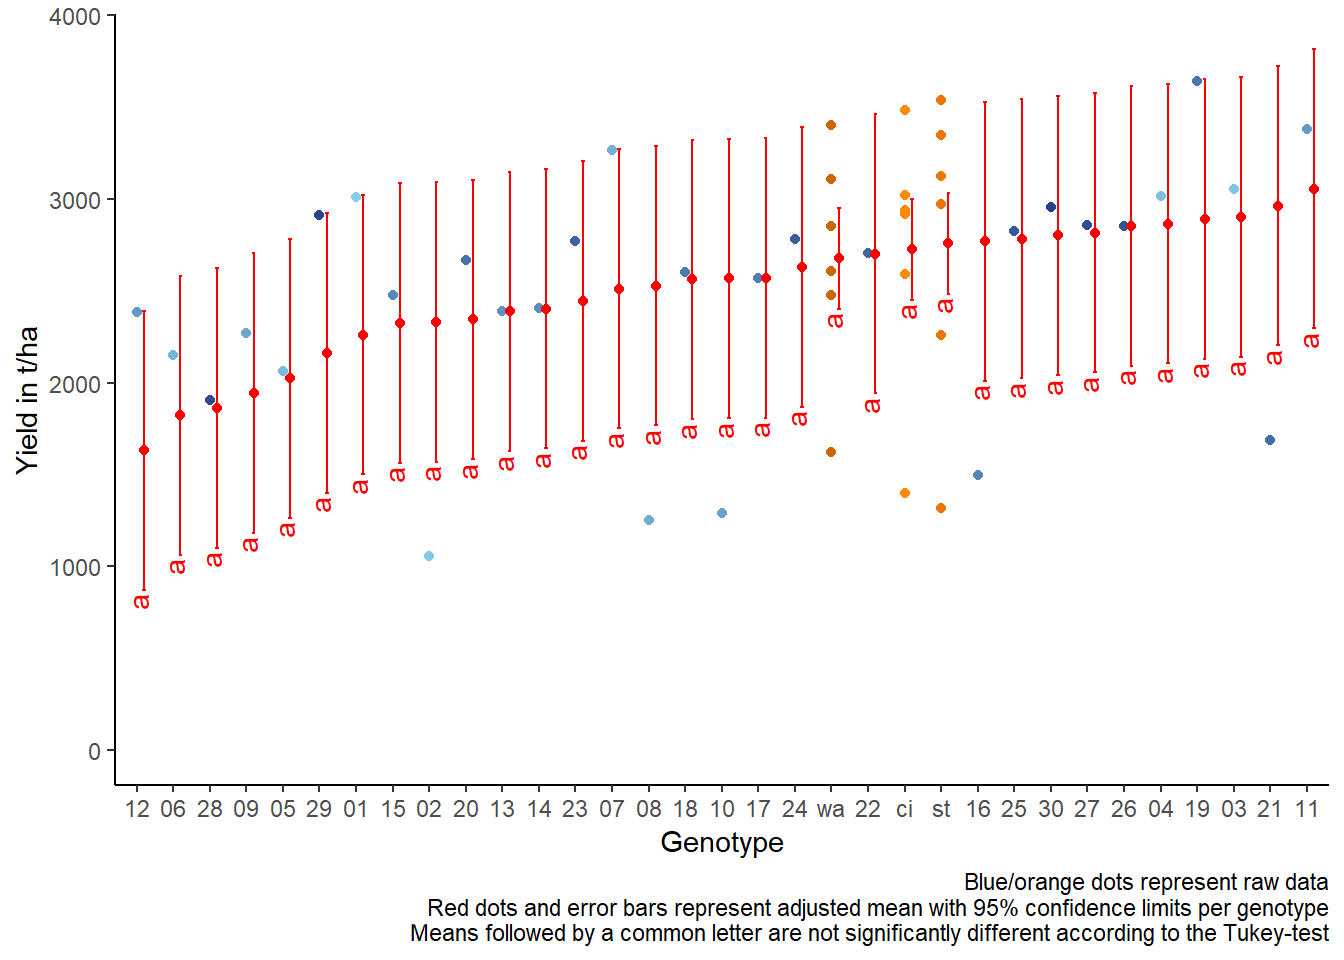 4000
3000
2000
1000
0
Yield in t/ha
a a a a a a a a a a a a a a a a a a a a a a a a a a a a a a a a a
12 06 28 09 05 29 01 15 02 20 13 14 23 07 08 18 10 17 24 wa 22 ci st 16 25 30 27 26 04 19 03 21 11
Genotype
Blue/orange dots represent raw data
Red dots and error bars represent adjusted mean with 95% confidence limits per genotype
Means followed by a common letter are not significantly different according to the Tukey-test